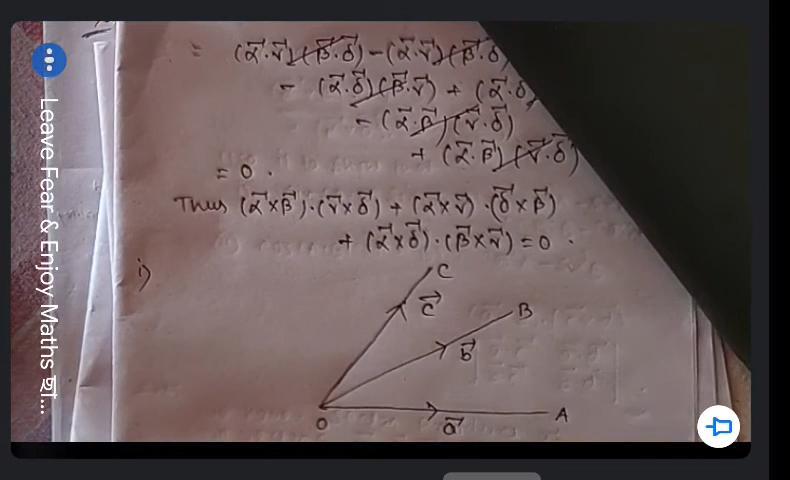 = (α⃗.γ⃗)(β⃗.δ⃗) - (α⃗.γ⃗)(β⃗.δ⃗)
- (α⃗.δ⃗)(β⃗.γ⃗) + (α⃗.δ
- (α⃗.β⃗)(γ⃗.δ⃗)
+ (α⃗.β⃗)(γ⃗.δ⃗)
= 0 .
Thus (α⃗×β⃗).(γ⃗×δ⃗) + (α⃗×γ⃗).(δ⃗×β⃗)
+ (α⃗×δ⃗).(β⃗×γ⃗) = 0 .
i)
C
c⃗
B
b⃗
O
a⃗
A
Leave Fear & Enjoy Maths হা...